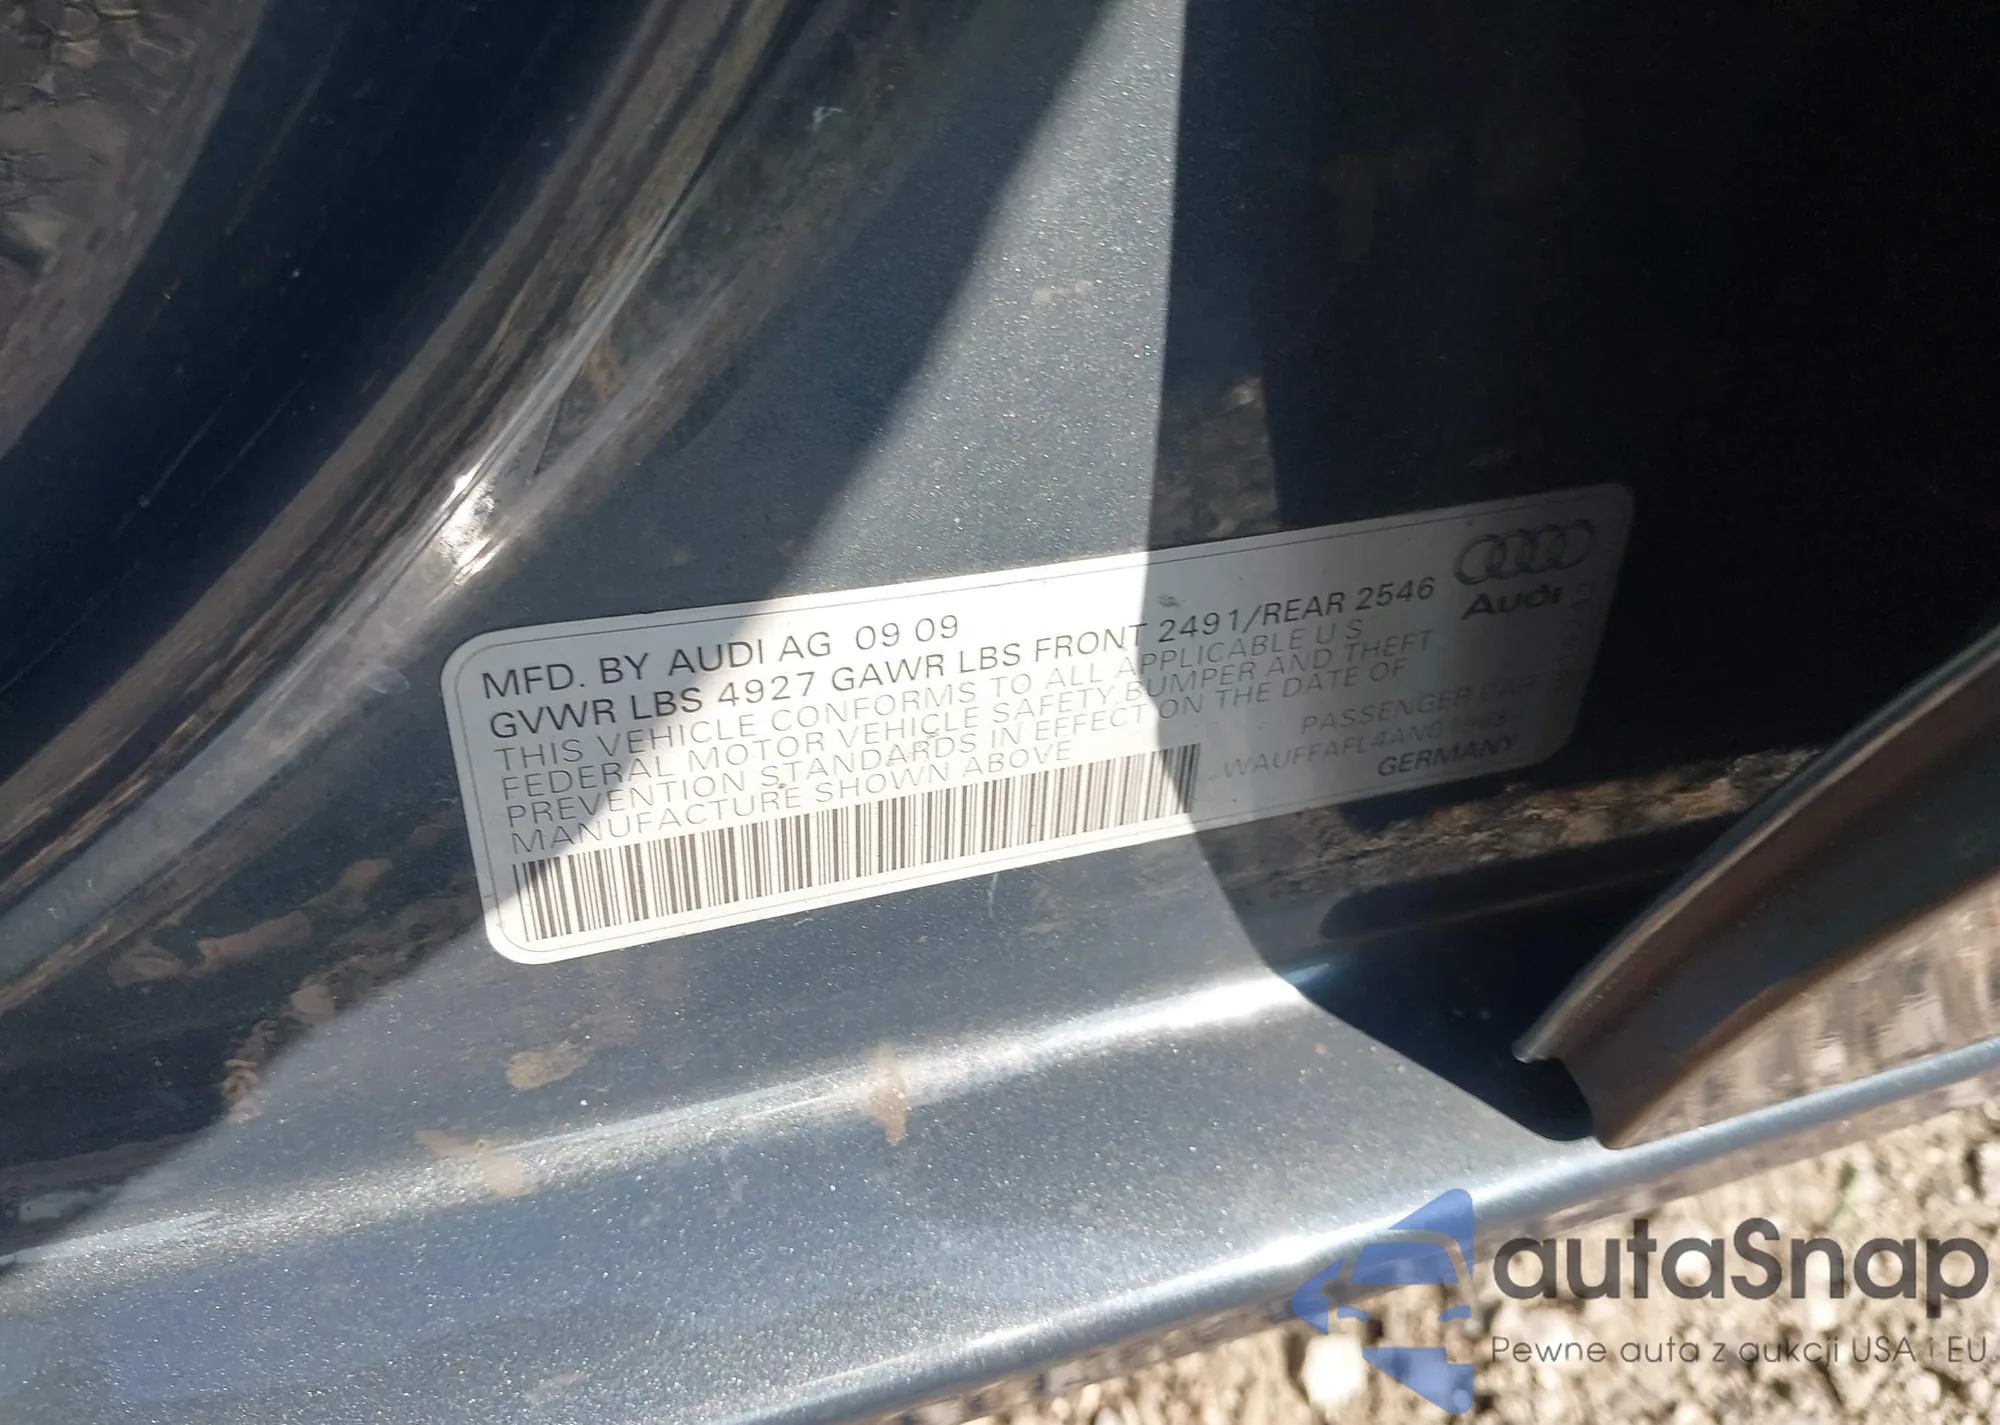 MFD. BY AUDI AG 09 09
GVWR LBS 4927 GAWR LBS FRONT 2491/REAR 2546
THIS VEHICLE CONFORMS TO ALL APPLICABLE U S
FEDERAL MOTOR VEHICLE SAFETY BUMPER AND THEFT
PREVENTION STANDARDS IN EFFECT ON THE DATE OF
MANUFACTURE SHOWN ABOVE
PASSENGER CAR
GERMANY
Audi
autaSnap
Pewne auta z aukcji USA i EU